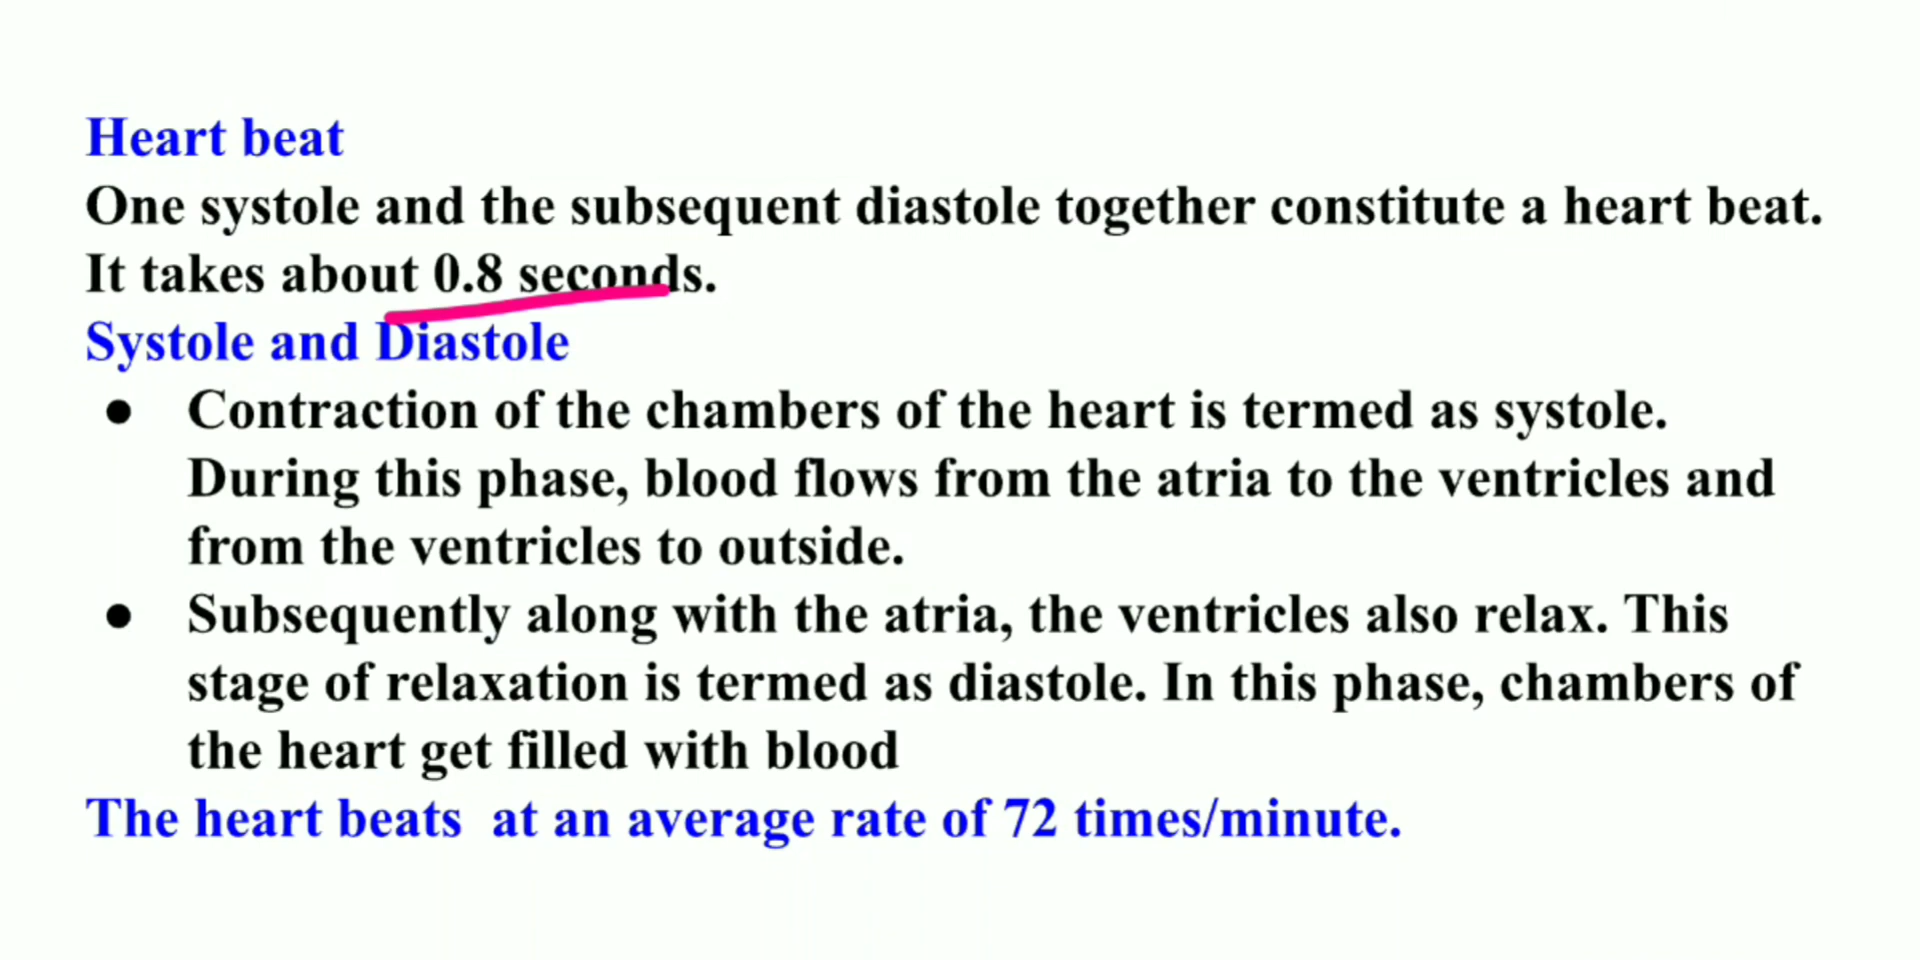 Heart beat
One systole and the subsequent diastole together constitute a heart beat.
It takes about 0.8 seconds.
Systole and Diastole
● Contraction of the chambers of the heart is termed as systole.
During this phase, blood flows from the atria to the ventricles and
from the ventricles to outside.
● Subsequently along with the atria, the ventricles also relax. This
stage of relaxation is termed as diastole. In this phase, chambers of
the heart get filled with blood
The heart beats  at an average rate of 72 times/minute.